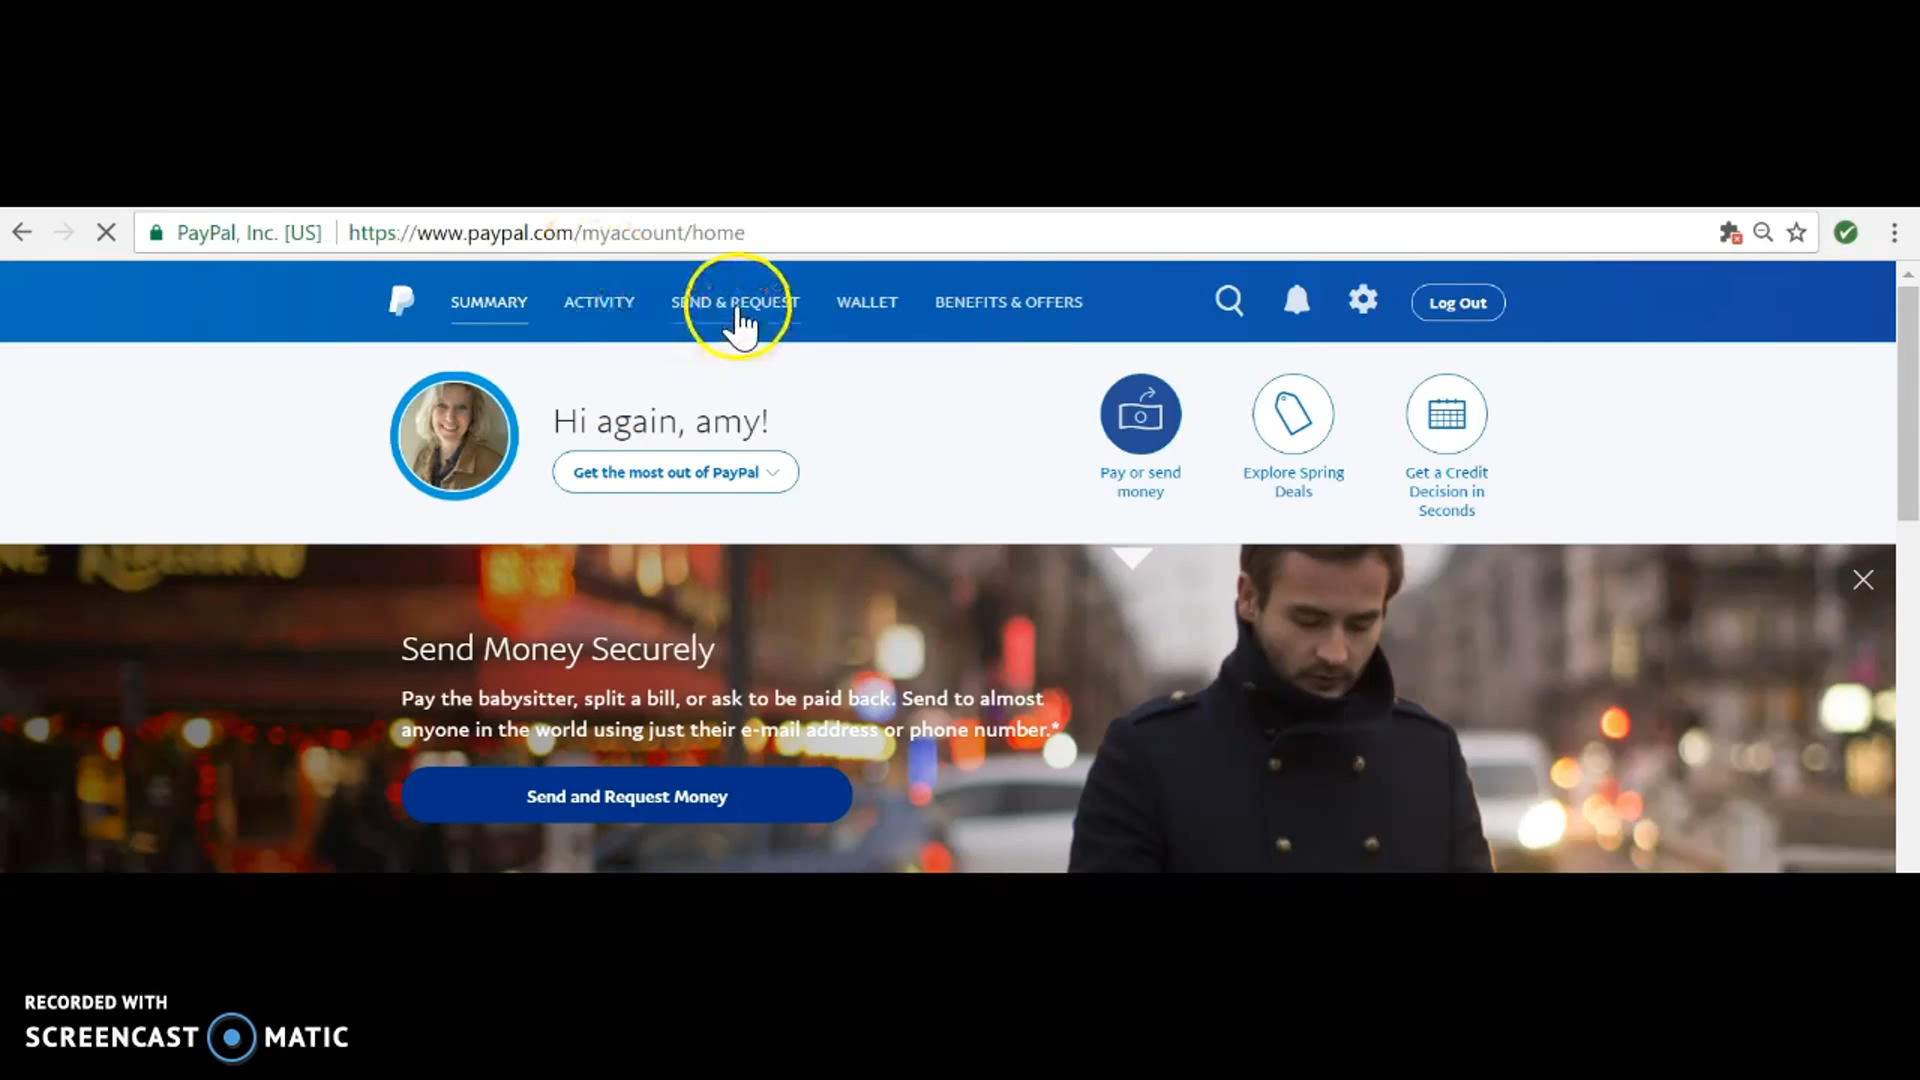 PayPal, Inc. [US] https://www.paypal.com/myaccount/home
SUMMARY ACTIVITY SEND & REQUEST WALLET BENEFITS & OFFERS Log Out
Hi again, amy!
Get the most out of PayPal
Pay or send
money
Explore Spring
Deals
Get a Credit
Decision in
Seconds
Send Money Securely
Pay the babysitter, split a bill, or ask to be paid back. Send to almost
anyone in the world using just their e-mail address or phone number.*
Send and Request Money
RECORDED WITH
SCREENCAST MATIC